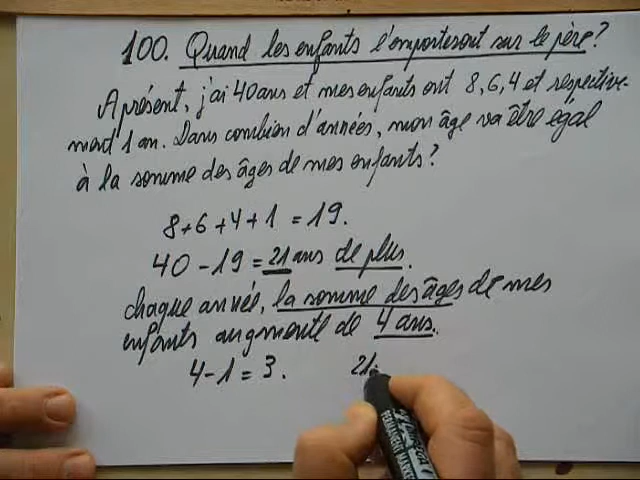 100. Quand les enfants l'emporteront sur le père?
A présent, j'ai 40 ans et mes enfants ont 8, 6, 4 et respective-
ment 1 an. Dans combien d'années, mon âge va être égal
à la somme des âges de mes enfants?
8+6+4+1 = 19.
40 - 19 = 21 ans de plus.
chaque année, la somme des âges de mes
enfants augmente de 4 ans.
4 - 1 = 3. 21:
PERMANENT MARKER